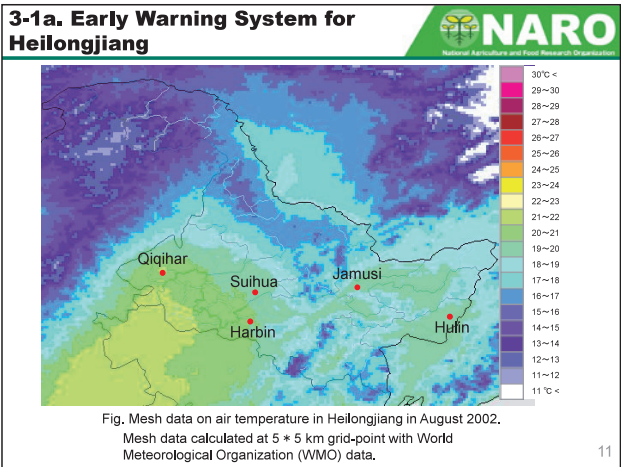 3-1a. Early Warning System for
Heilongjiang
NARO
National Agriculture and Food Research Organization
30℃ <
29～30
28～29
27～28
26～27
25～26
24～25
23～24
22～23
21～22
20～21
19～20
18～19
17～18
16～17
15～16
14～15
13～14
12～13
11～12
11 ℃ <
Qiqihar
Suihua
Jamusi
Harbin
Hulin
Fig. Mesh data on air temperature in Heilongjiang in August 2002.
Mesh data calculated at 5 * 5 km grid-point with World
Meteorological Organization (WMO) data.
11